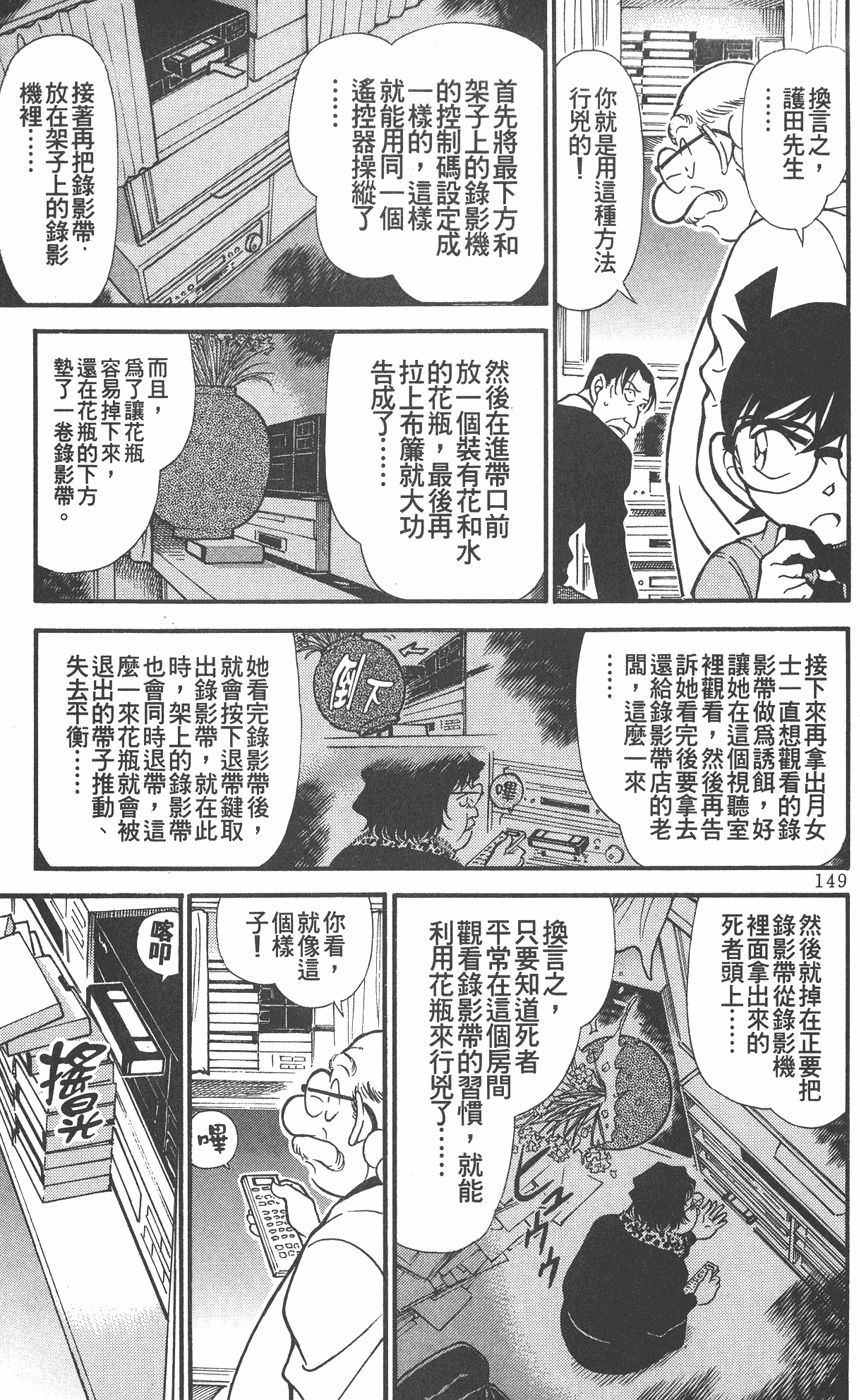 換言之，
護田先生
……
你就是用這種方法
行兇的！
首先將最下方和
架子上的錄影機
的控制碼設定成
一樣的，這樣
就能用同一個
遙控器操縱了
……
接著再把錄影帶
放在架子上的錄影
機裡……
然後在進帶口前
放一個裝有花和水
的花瓶，最後再
拉上布簾就大功
告成了……
而且，
為了讓花瓶
容易掉下來，
還在花瓶的下方
墊了一卷錄影帶。
接下來再拿出月女
士一直想觀看的錄
影帶做為誘餌，好
讓她在這個視聽室
裡觀看，然後再告
訴她看完後要拿去
還給錄影帶店的老
闆，這麼一來
……
倒下
嗶
她看完錄影帶後，
就會按下退帶鍵取
出錄影帶，就在此
時，架上的錄影帶
也會同時退帶，這
麼一來花瓶就會被
退出的帶子推動、
失去平衡……
149
然後就掉在正要把
錄影帶從錄影機
裡面拿出來的
死者頭上……
換言之，
只要知道死者
平常在這個房間
觀看錄影帶的習慣，就能
利用花瓶來行兇了……
你看，
就像這
個樣
子！
嗶
喀叩